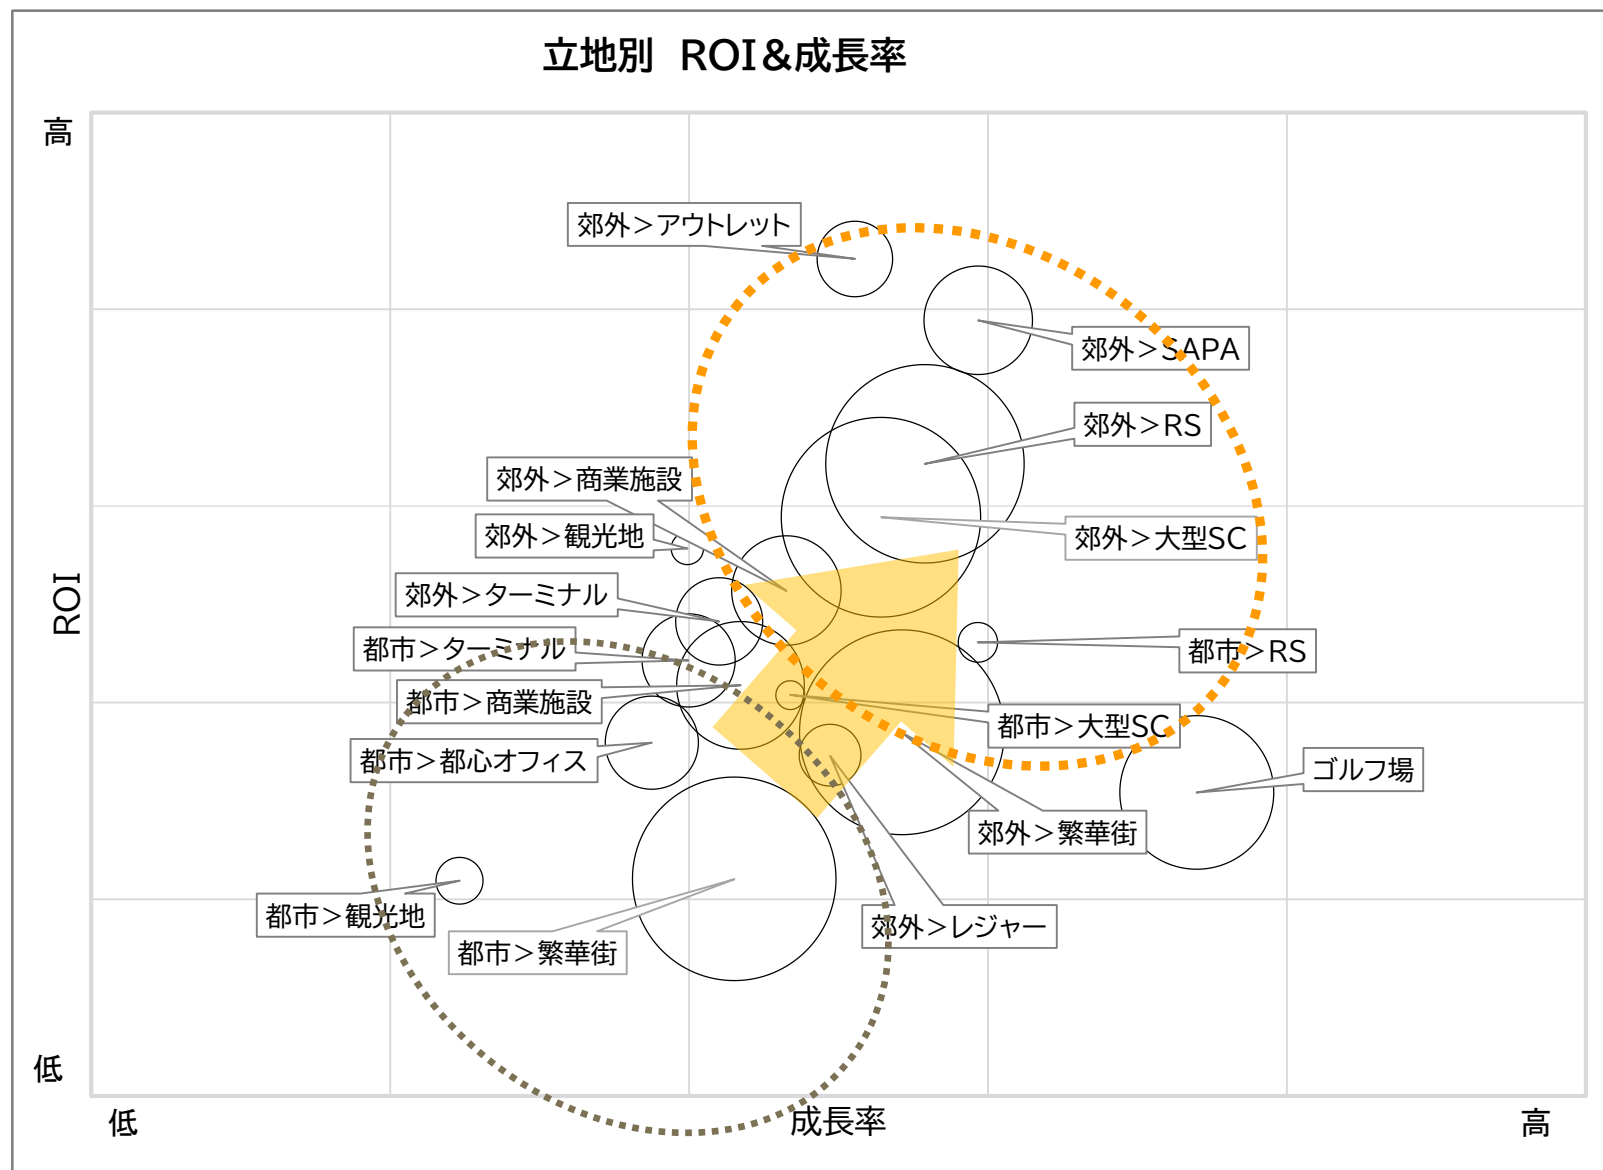 立地別　ROI＆成長率
高
郊外＞アウトレット
郊外＞SAPA
郊外＞RS
郊外＞商業施設
郊外＞観光地
郊外＞大型SC
郊外＞ターミナル
ROI
都市＞ターミナル
都市＞RS
都市＞商業施設
都市＞大型SC
都市＞都心オフィス
ゴルフ場
郊外＞繁華街
都市＞観光地
郊外＞レジャー
都市＞繁華街
低
低
成長率
高